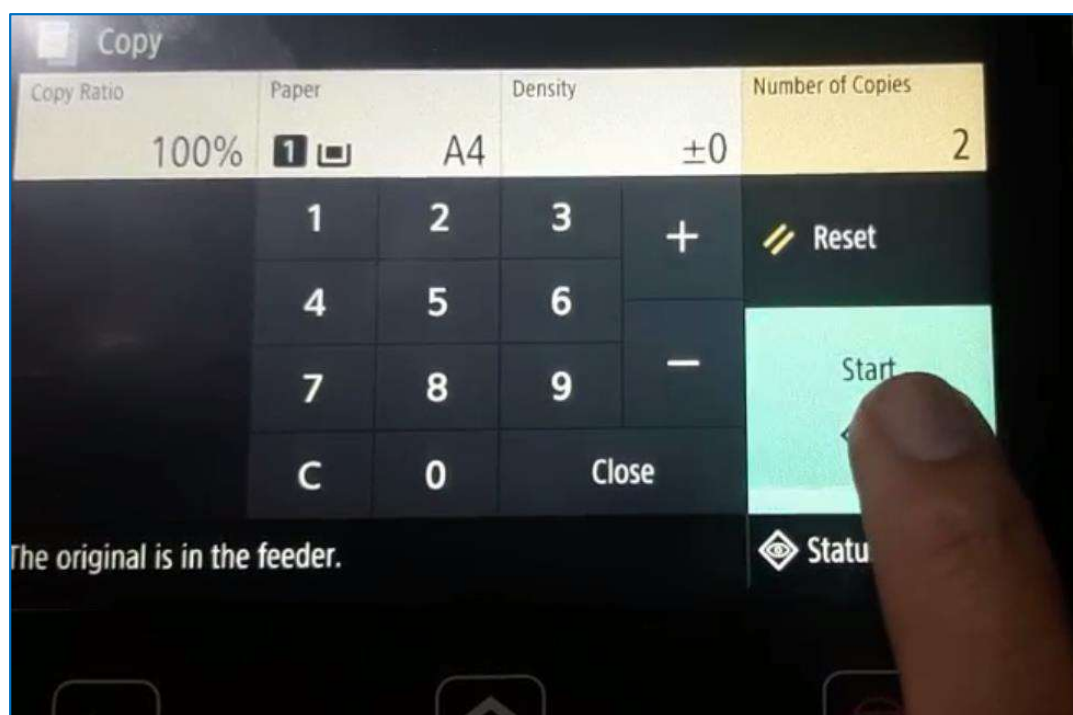 Copy
Copy Ratio
100%
Paper
1 A4
Density
±0
Number of Copies
2
1 2 3 +
Reset
4 5 6
7 8 9 −
Start
C 0 Close
The original is in the feeder.